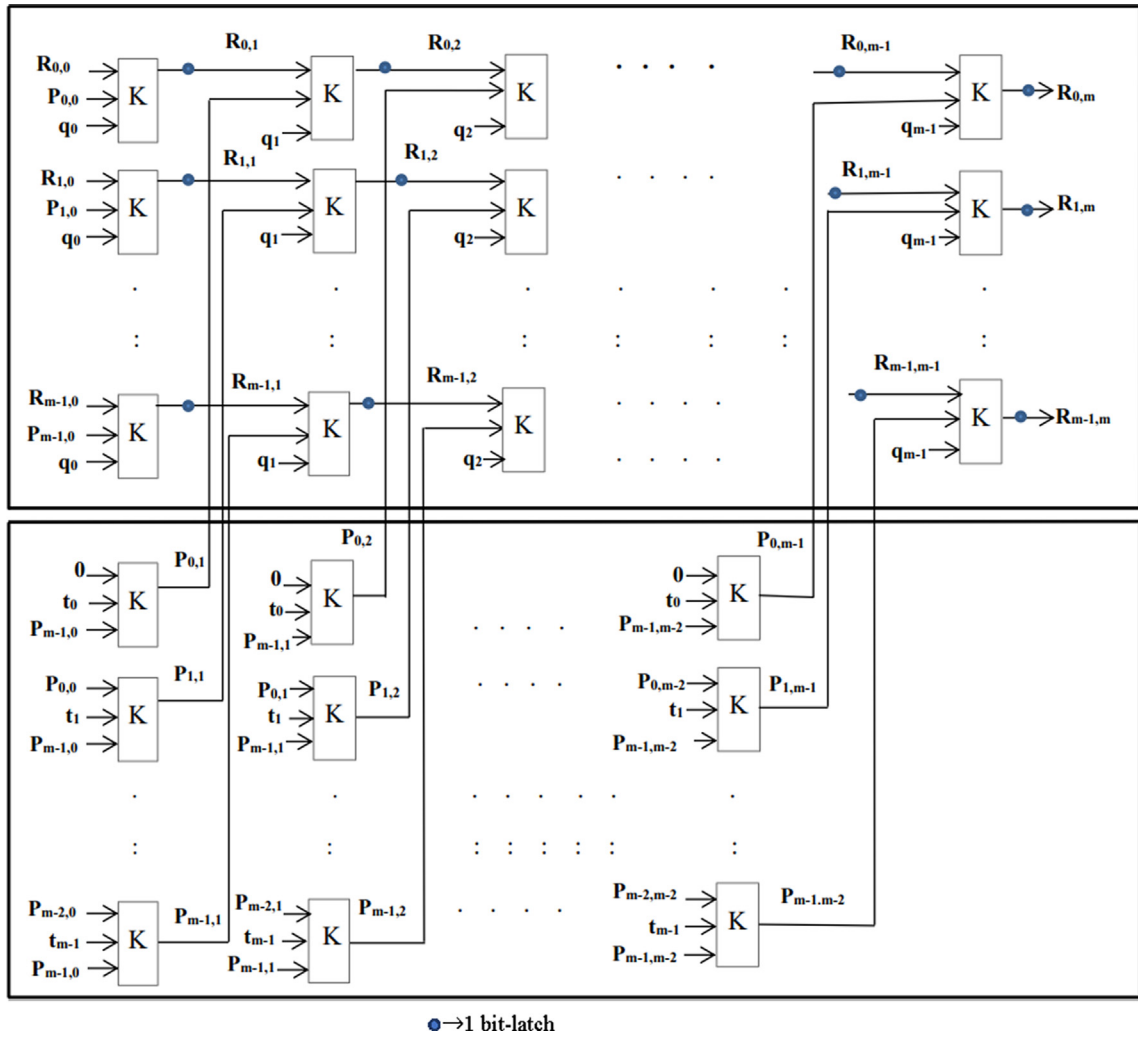 R0,0 R0,1 R0,2 R0,m-1
P0,0 K K K K R0,m
q0 q1 q2 qm-1
R1,0 R1,1 R1,2 R1,m-1
P1,0 K K K K R1,m
q0 q1 q2 qm-1
Rm-1,0 Rm-1,1 Rm-1,2 Rm-1,m-1
Pm-1,0 K K K K Rm-1,m
q0 q1 q2 qm-1
P0,1 P0,2 P0,m-1
0 0 0
t0 K t0 K t0 K
Pm-1,0 Pm-1,1 Pm-1,m-2
P0,0 P1,1 P0,1 P1,2 P0,m-2 P1,m-1
t1 K t1 K t1 K
Pm-1,0 Pm-1,1 Pm-1,m-2
Pm-2,0 Pm-1,1 Pm-2,1 Pm-1,2 Pm-2,m-2 Pm-1.m-2
tm-1 K tm-1 K tm-1 K
Pm-1,0 Pm-1,1 Pm-1,m-2
→1 bit-latch